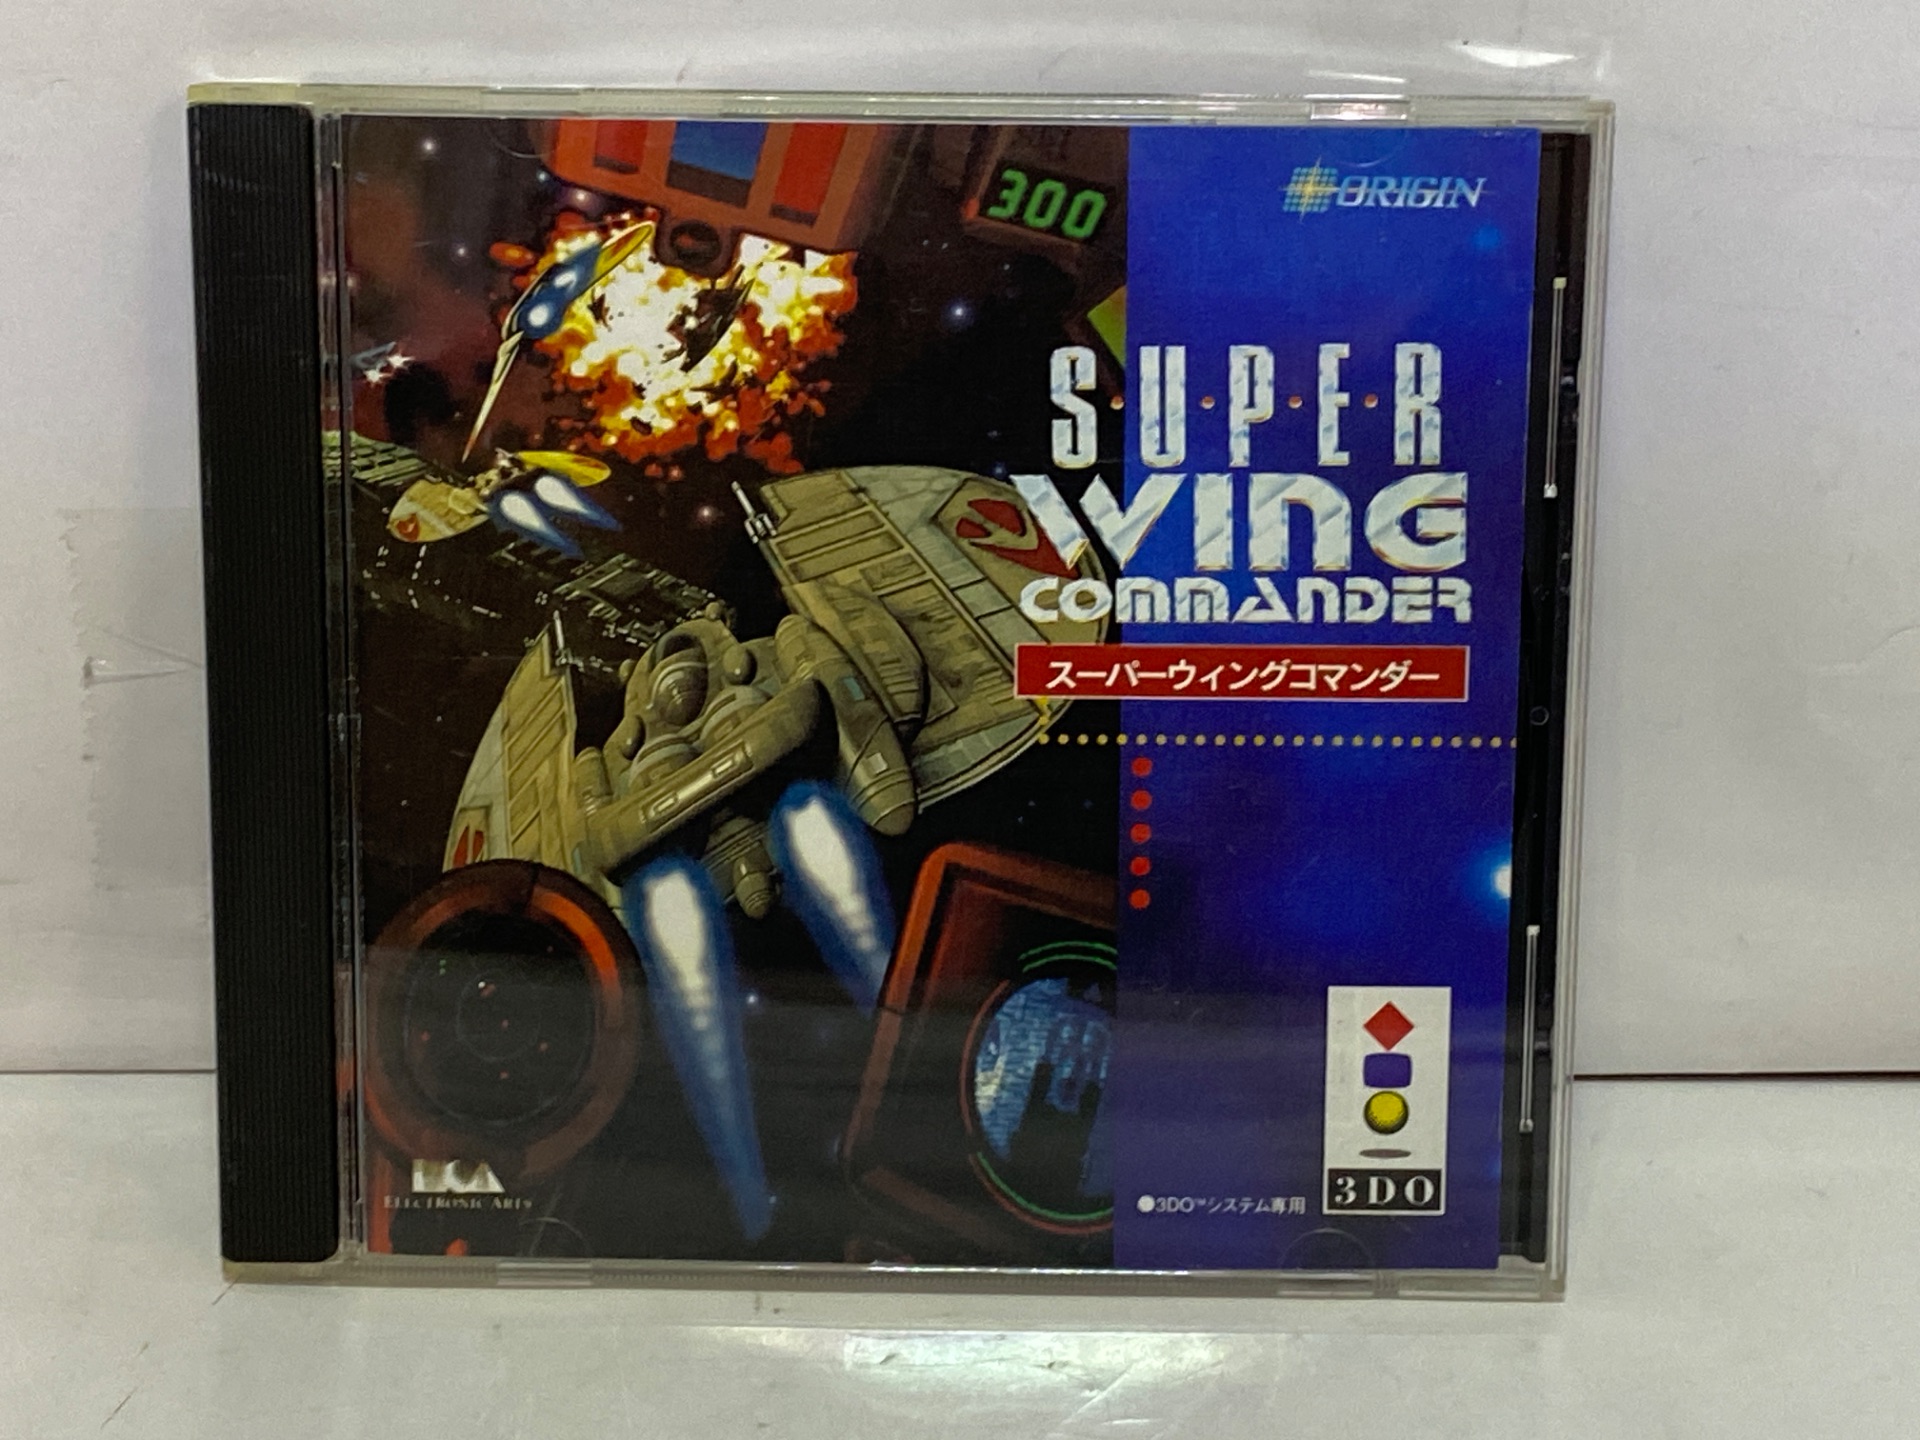 300
ORIGIN
S·U·P·E·R
WING
COMMANDER
スーパーウィングコマンダー
●3DO™システム専用
3DO
ELECTRONIC ARTS